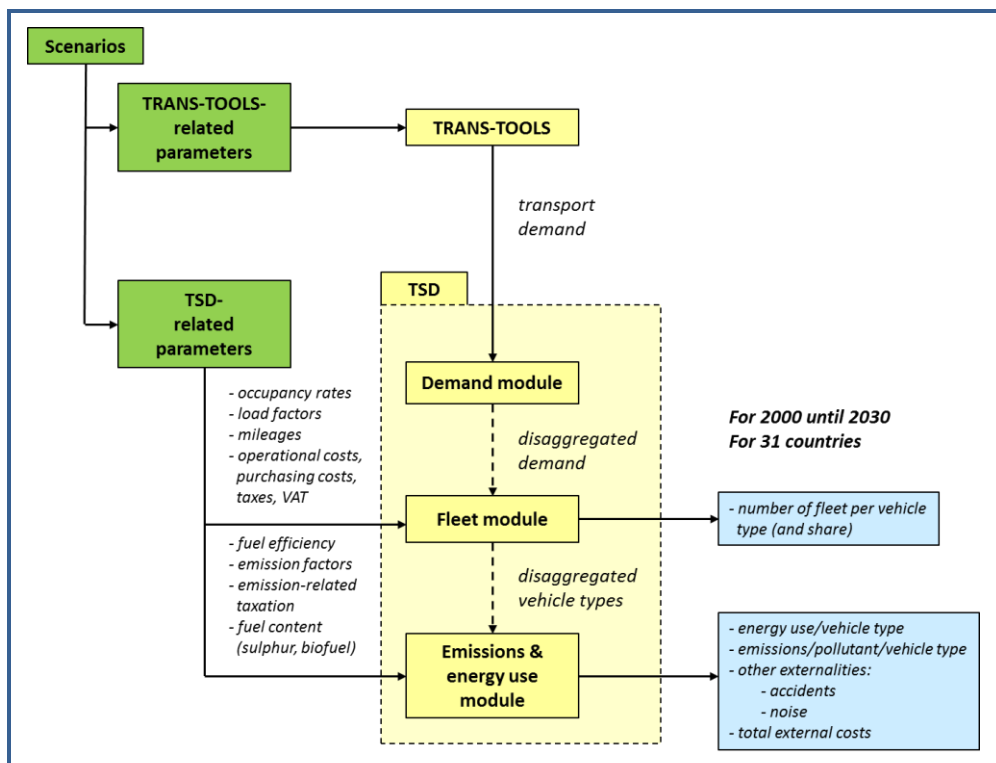 Scenarios
TRANS-TOOLS-
related
parameters
TRANS-TOOLS
transport
demand
TSD-
related
parameters
TSD
Demand module
- occupancy rates
- load factors
- mileages
- operational costs,
purchasing costs,
taxes, VAT
disaggregated
demand
For 2000 until 2030
For 31 countries
Fleet module
- number of fleet per vehicle
type (and share)
- fuel efficiency
- emission factors
- emission-related
taxation
- fuel content
(sulphur, biofuel)
disaggregated
vehicle types
Emissions &
energy use
module
- energy use/vehicle type
- emissions/pollutant/vehicle type
- other externalities:
- accidents
- noise
- total external costs